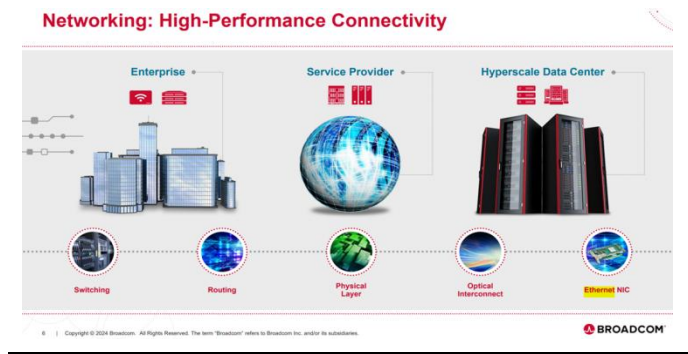 Networking: High-Performance Connectivity
Enterprise
Service Provider
Hyperscale Data Center
Switching
Routing
Physical
Layer
Optical
Interconnect
Ethernet NIC
6 | Copyright © 2024 Broadcom. All Rights Reserved. The term "Broadcom" refers to Broadcom Inc. and/or its subsidiaries.
BROADCOM